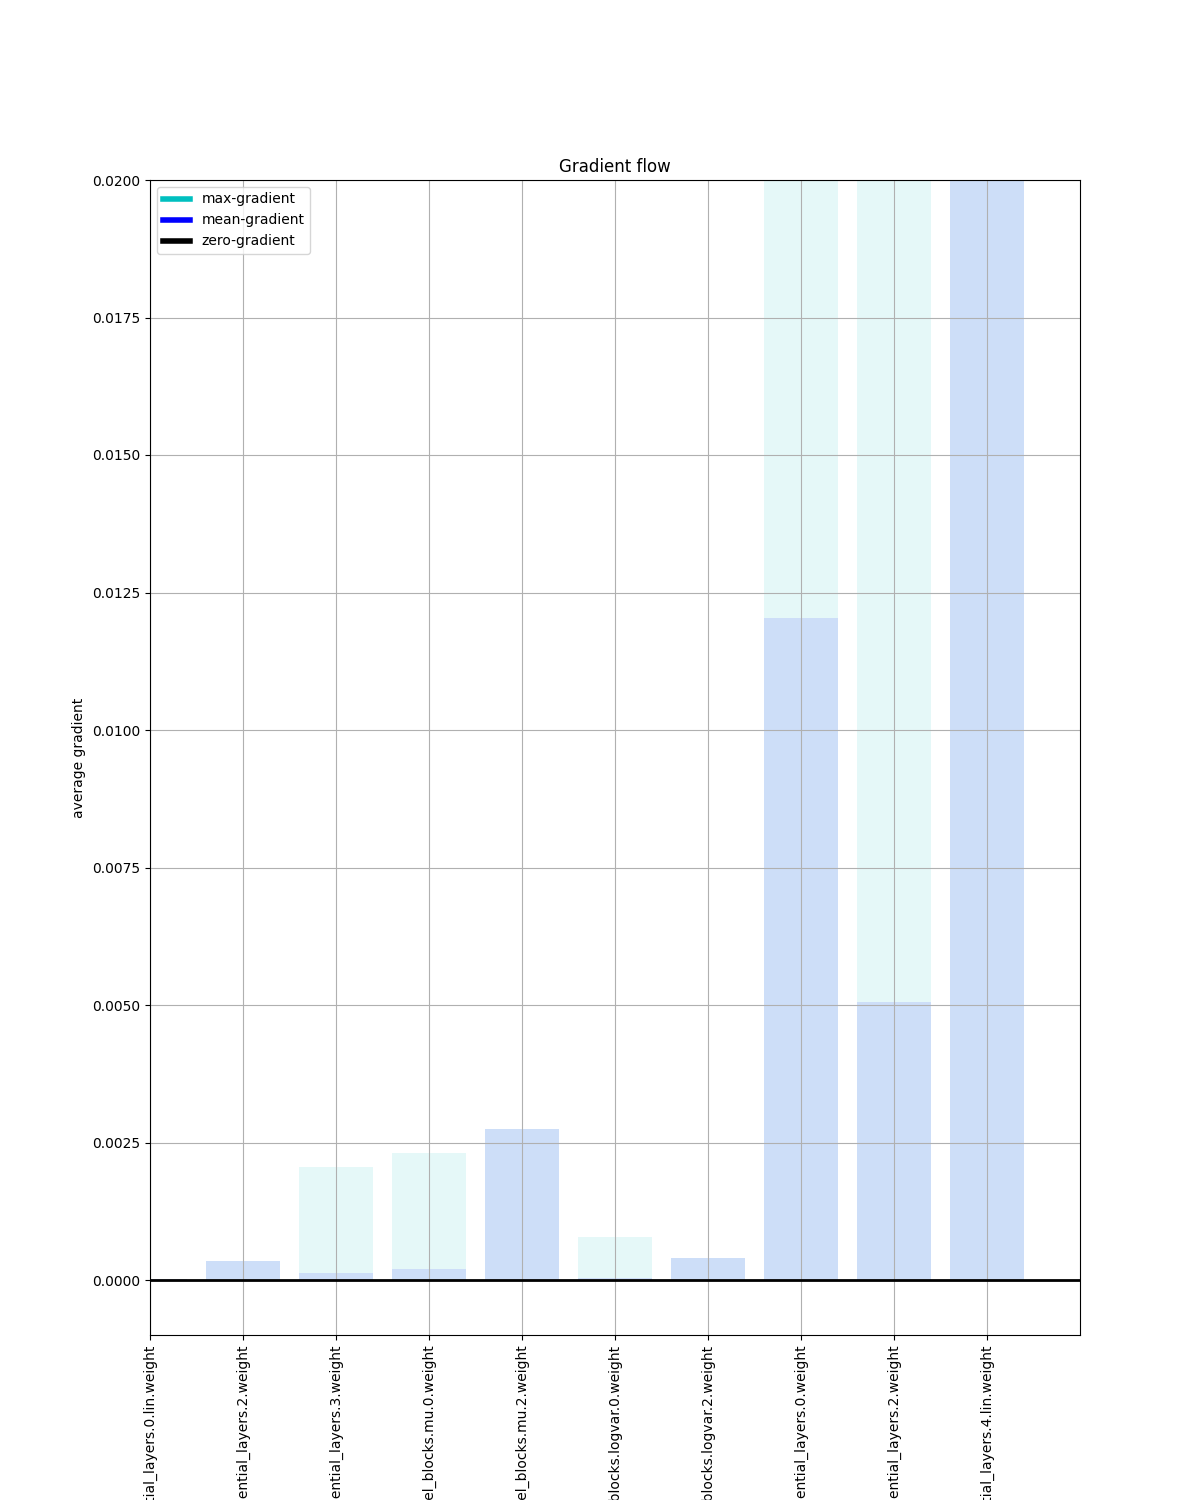 Gradient flow
max-gradient
mean-gradient
zero-gradient
0.0200
0.0175
0.0150
0.0125
0.0100
0.0075
0.0050
0.0025
0.0000
average gradient
tial_layers.0.lin.weight
ential_layers.2.weight
ential_layers.3.weight
el_blocks.mu.0.weight
el_blocks.mu.2.weight
blocks.logvar.0.weight
blocks.logvar.2.weight
ential_layers.0.weight
ential_layers.2.weight
tial_layers.4.lin.weight